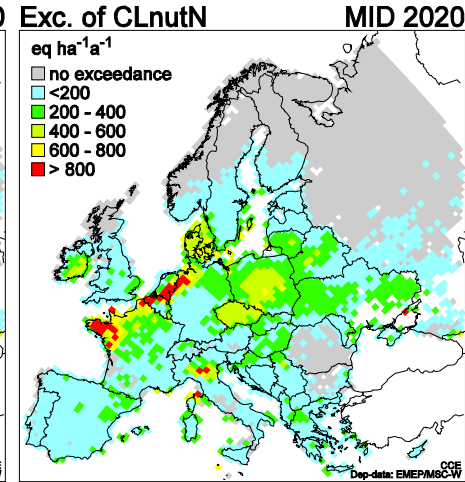 0 Exc. of CLnutN MID 2020
eq ha⁻¹a⁻¹
no exceedance
<200
200 - 400
400 - 600
600 - 800
> 800
CCE
Dep-data: EMEP/MSC-W